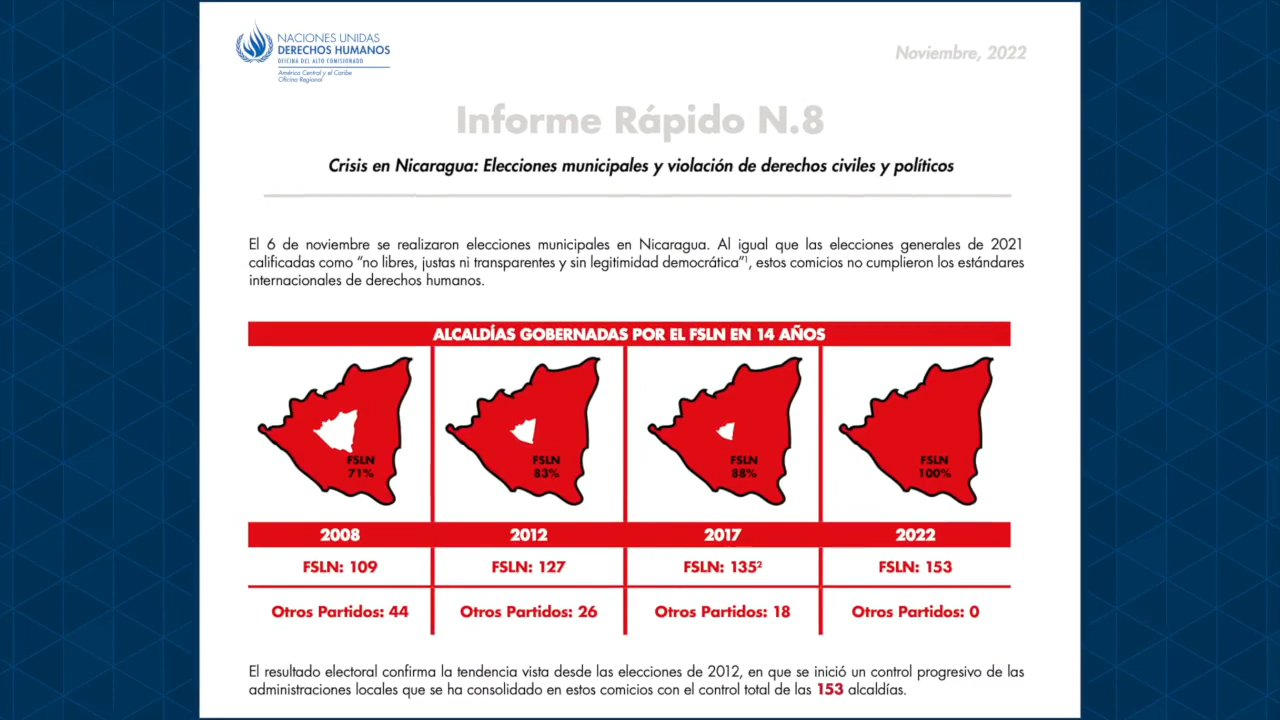 NACIONES UNIDAS
DERECHOS HUMANOS
OFICINA DEL ALTO COMISIONADO
América Central y el Caribe
Oficina Regional
Noviembre, 2022
Informe Rápido N.8
Crisis en Nicaragua: Elecciones municipales y violación de derechos civiles y políticos
El 6 de noviembre se realizaron elecciones municipales en Nicaragua. Al igual que las elecciones generales de 2021
calificadas como “no libres, justas ni transparentes y sin legitimidad democrática”¹, estos comicios no cumplieron los estándares
internacionales de derechos humanos.
ALCALDÍAS GOBERNADAS POR EL FSLN EN 14 AÑOS
FSLN 71%
FSLN 83%
FSLN 88%
FSLN 100%
2008 2012 2017 2022
FSLN: 109 FSLN: 127 FSLN: 135² FSLN: 153
Otros Partidos: 44 Otros Partidos: 26 Otros Partidos: 18 Otros Partidos: 0
El resultado electoral confirma la tendencia vista desde las elecciones de 2012, en que se inició un control progresivo de las
administraciones locales que se ha consolidado en estos comicios con el control total de las 153 alcaldías.